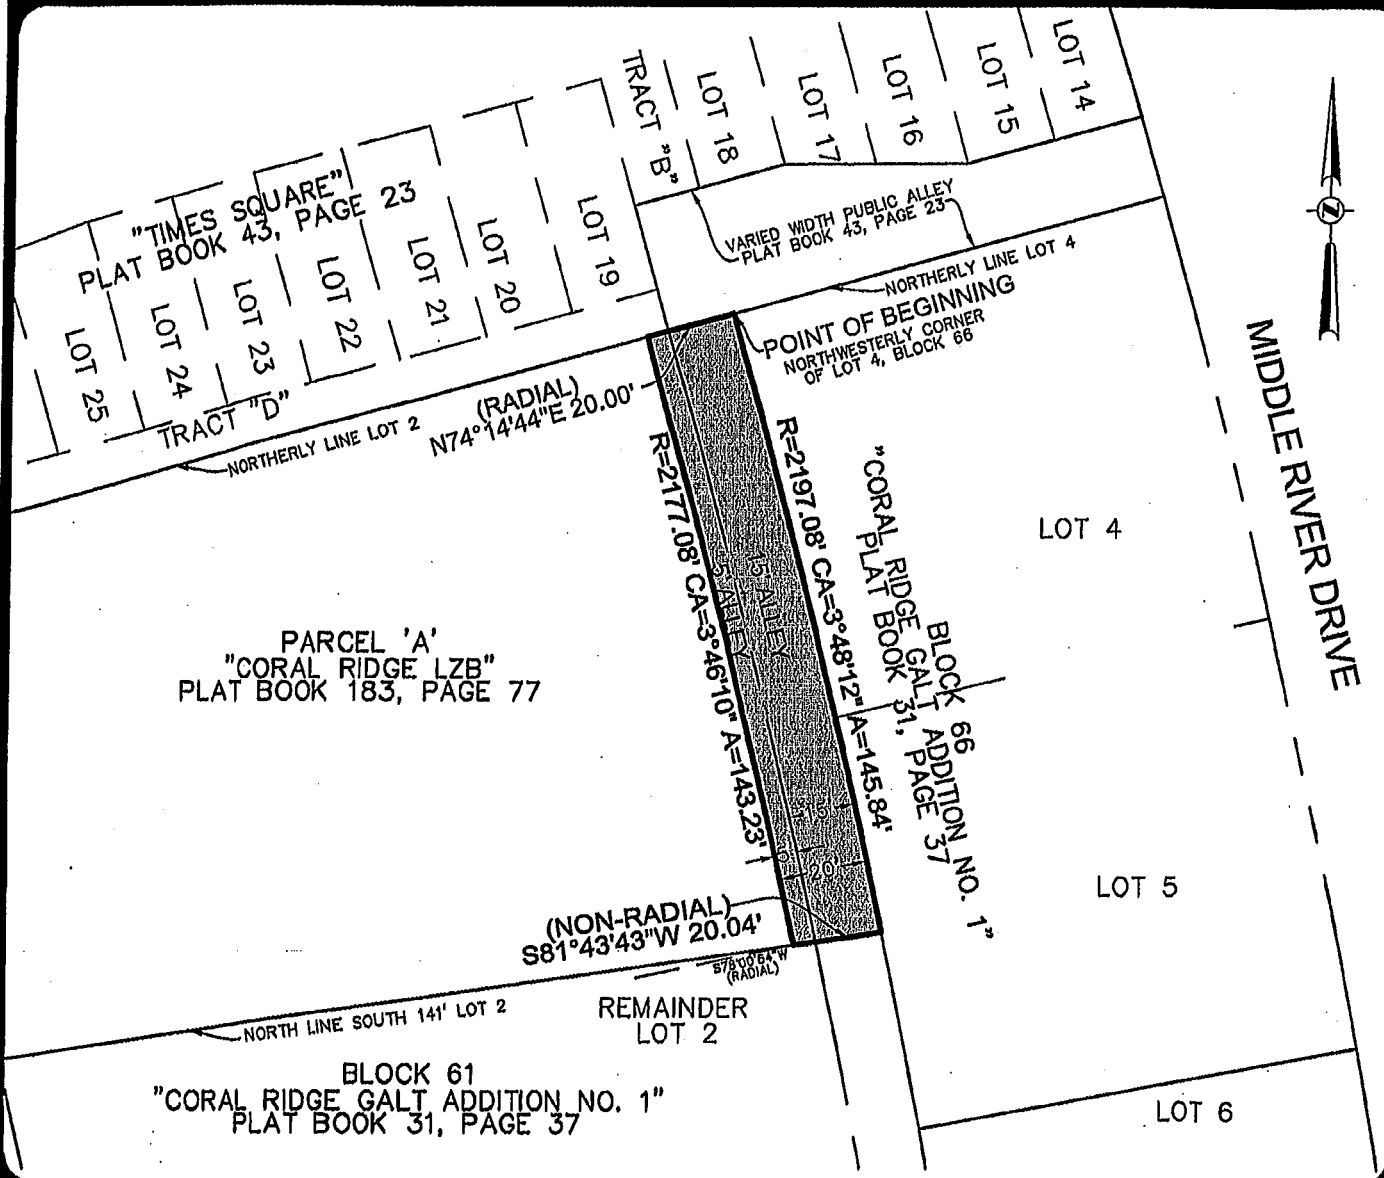 LOT 14
LOT 15
LOT 16
LOT 17
LOT 18
TRACT "B"
LOT 19
LOT 20
LOT 21
LOT 22
LOT 23
LOT 24
LOT 25
"TIMES SQUARE"
PLAT BOOK 43, PAGE 23
TRACT "D"
VARIED WIDTH PUBLIC ALLEY
PLAT BOOK 43, PAGE 23
NORTHERLY LINE LOT 4
POINT OF BEGINNING
NORTHWESTERLY CORNER
OF LOT 4, BLOCK 66
N
MIDDLE RIVER DRIVE
NORTHERLY LINE LOT 2
(RADIAL)
N74°14'44"E 20.00'
R=2177.08' CA=3°46'10" A=143.23'
5' ALLEY
15' ALLEY
R=2197.08' CA=3°48'12" A=145.84'
BLOCK 66
"CORAL RIDGE GALT ADDITION NO. 1"
PLAT BOOK 31, PAGE 37
LOT 4
PARCEL 'A'
"CORAL RIDGE LZB"
PLAT BOOK 183, PAGE 77
15'
20'
LOT 5
(NON-RADIAL)
S81°43'43"W 20.04'
S78°00'54"W
(RADIAL)
NORTH LINE SOUTH 141' LOT 2
REMAINDER
LOT 2
BLOCK 61
"CORAL RIDGE GALT ADDITION NO. 1"
PLAT BOOK 31, PAGE 37
LOT 6